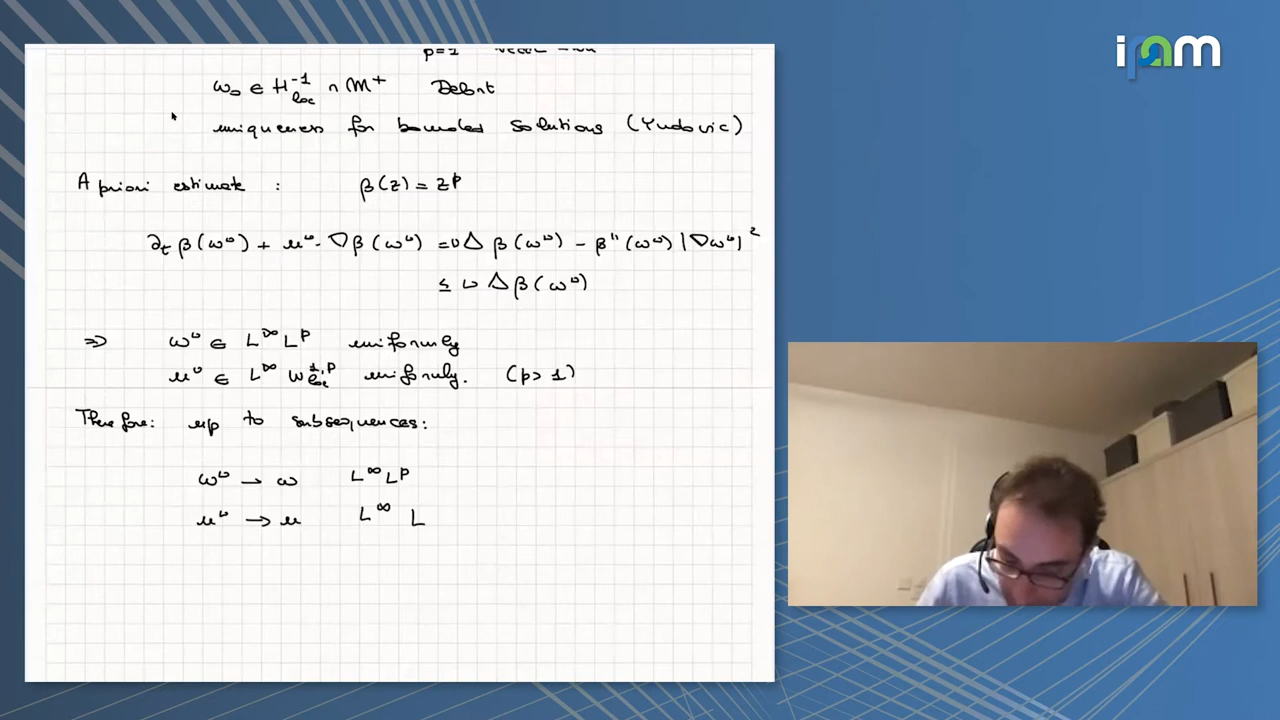 ipam
p=1
ω₀ ∈ H⁻¹_loc ∩ M⁺ Delort
uniqueness for bounded solutions (Yudovic)
A priori estimate : β(z) = z^p
∂_t β(ω^ν) + u^ν · ∇β(ω^ν) = ν Δ β(ω^ν) - β''(ω^ν) |∇ω^ν|²
≤ ν Δ β(ω^ν)
⇒ ω^ν ∈ L^∞ L^p uniformly
u^ν ∈ L^∞ W^{1,p}_loc uniformly. (p > 1)
Therefore: up to subsequences:
ω^ν → ω L^∞ L^p
u^ν → u L^∞ L